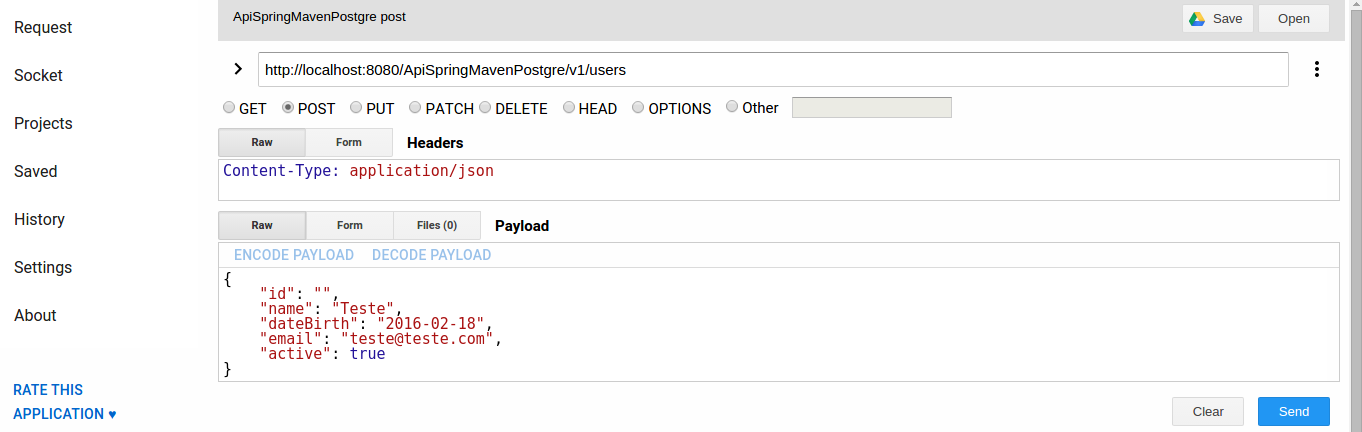 Request
Socket
Projects
Saved
History
Settings
About
RATE THIS
APPLICATION ♥
ApiSpringMavenPostgre post
Save
Open
http://localhost:8080/ApiSpringMavenPostgre/v1/users
GET POST PUT PATCH DELETE HEAD OPTIONS Other
Raw Form Headers
Content-Type: application/json
Raw Form Files (0) Payload
ENCODE PAYLOAD DECODE PAYLOAD
{
    "id": "",
    "name": "Teste",
    "dateBirth": "2016-02-18",
    "email": "teste@teste.com",
    "active": true
}
Clear Send